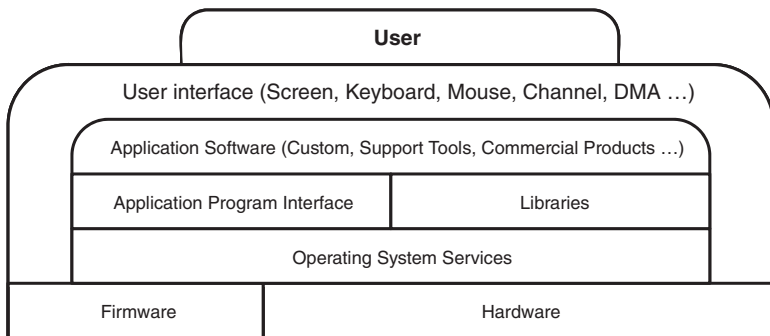 User
User interface (Screen, Keyboard, Mouse, Channel, DMA …)
Application Software (Custom, Support Tools, Commercial Products …)
Application Program Interface
Libraries
Operating System Services
Firmware
Hardware